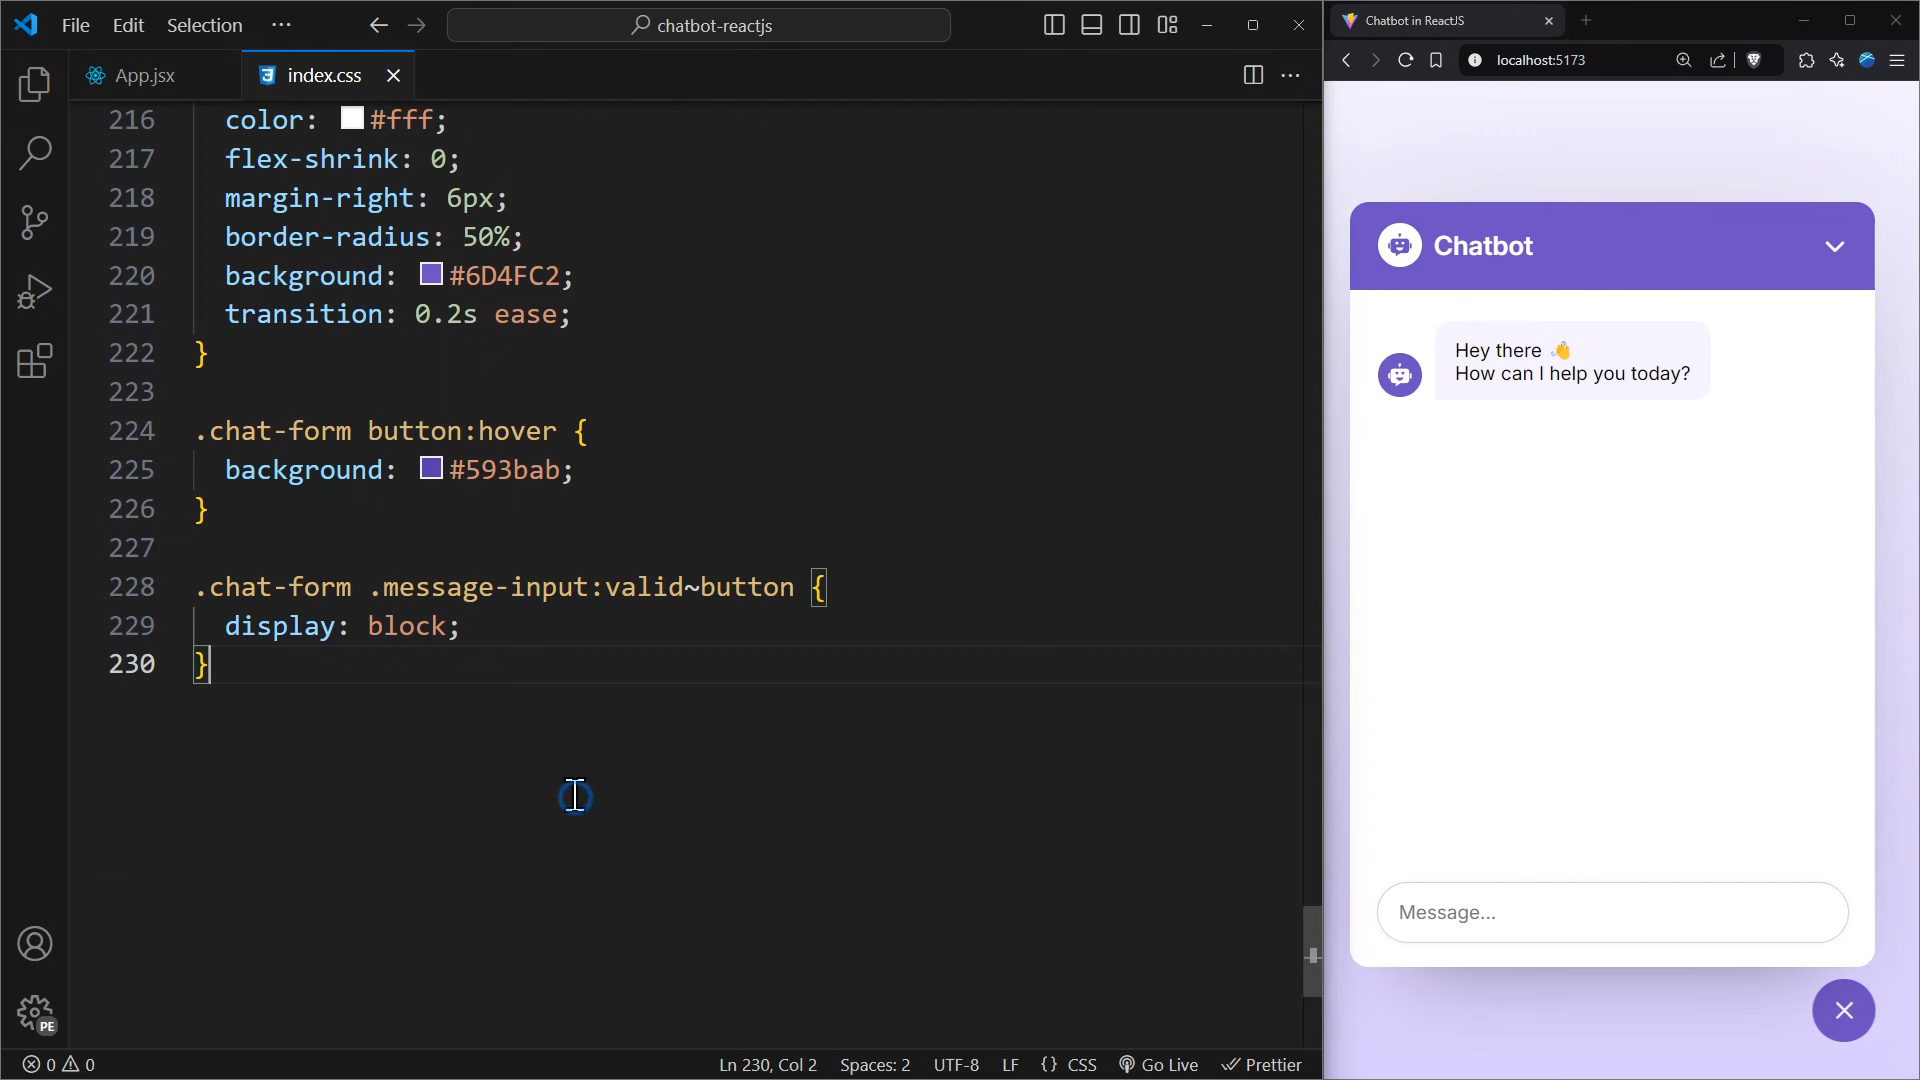 File Edit Selection ···
chatbot-reactjs
App.jsx
index.css
216 color: #fff;
217 flex-shrink: 0;
218 margin-right: 6px;
219 border-radius: 50%;
220 background: #6D4FC2;
221 transition: 0.2s ease;
222 }
223
224 .chat-form button:hover {
225 background: #593bab;
226 }
227
228 .chat-form .message-input:valid~button {
229 display: block;
230 }
PE
0 0
Ln 230, Col 2 Spaces: 2 UTF-8 LF {} CSS Go Live Prettier
Chatbot in ReactJS
localhost:5173
Chatbot
Hey there 👋
How can I help you today?
Message...